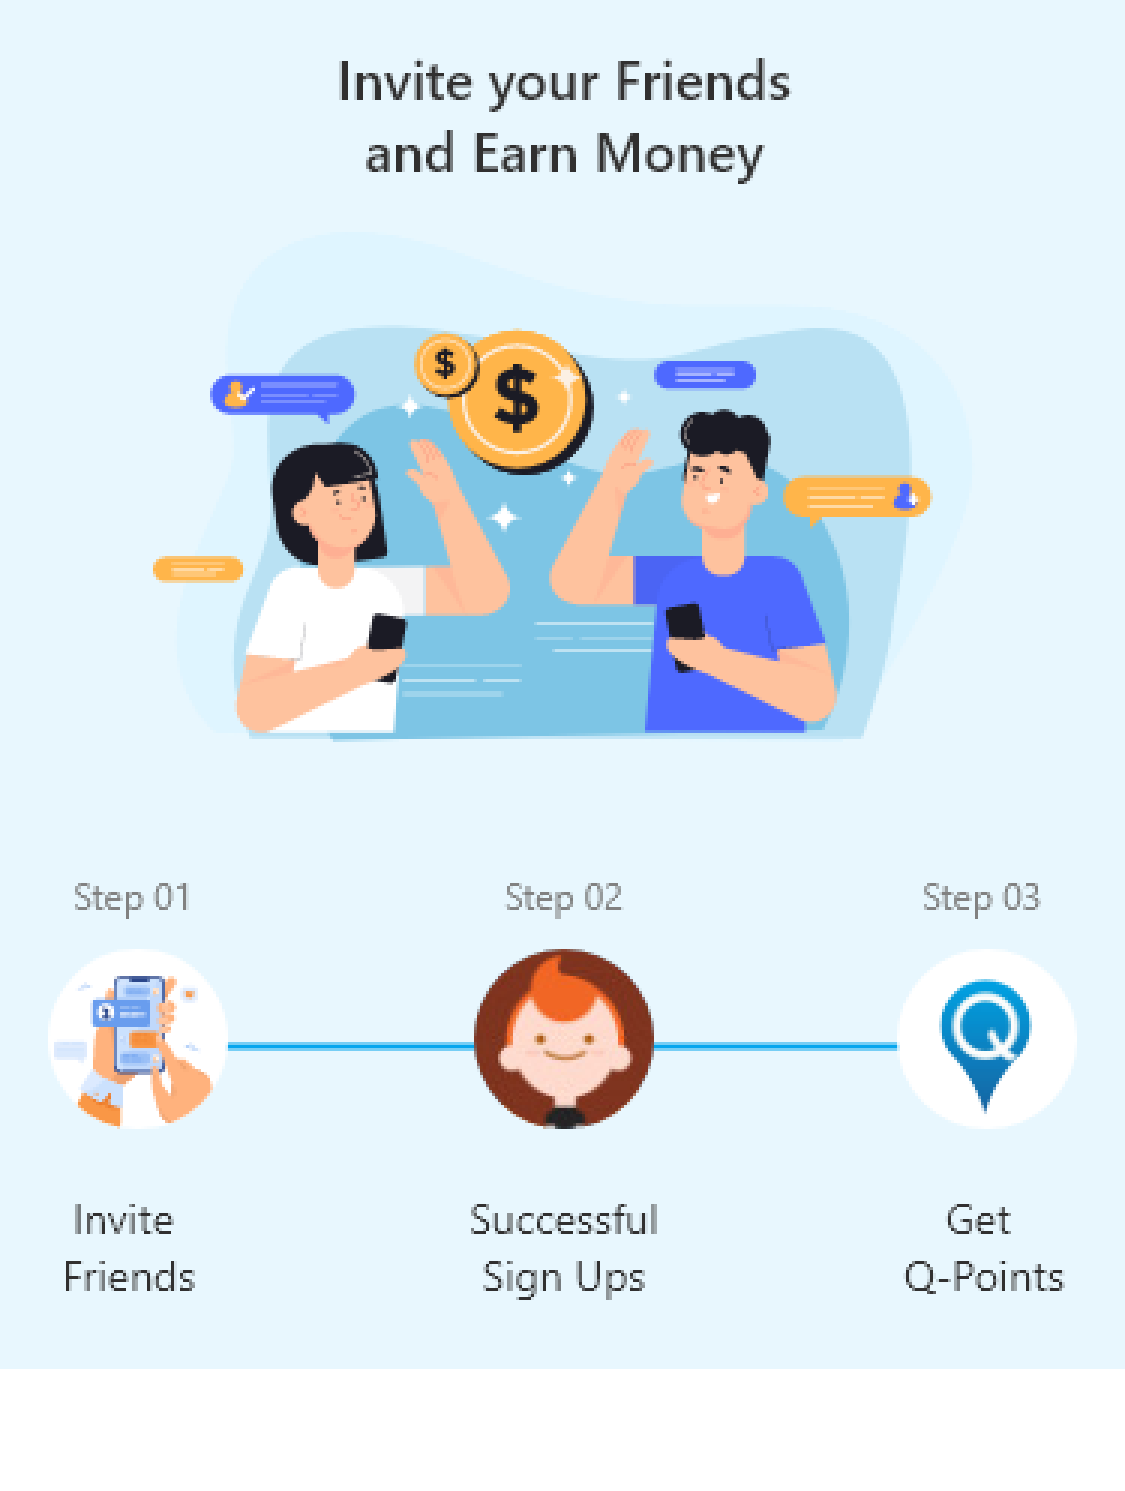 Invite your Friends
and Earn Money
$
$
Step 01
Step 02
Step 03
Q
Invite
Friends
Successful
Sign Ups
Get
Q-Points